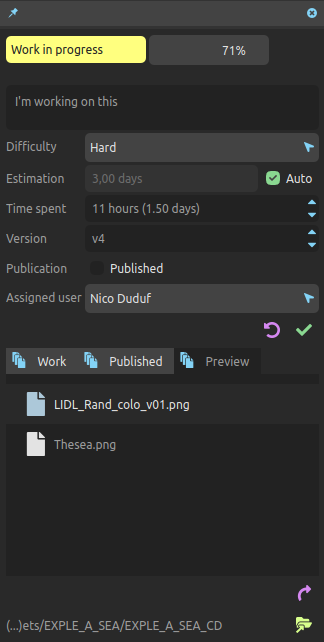 Work in progress 71%
I'm working on this
Difficulty Hard
Estimation 3,00 days Auto
Time spent 11 hours (1.50 days)
Version v4
Publication Published
Assigned user Nico Duduf
Work Published Preview
LIDL_Rand_colo_v01.png
Thesea.png
(...)ets/EXPLE_A_SEA/EXPLE_A_SEA_CD